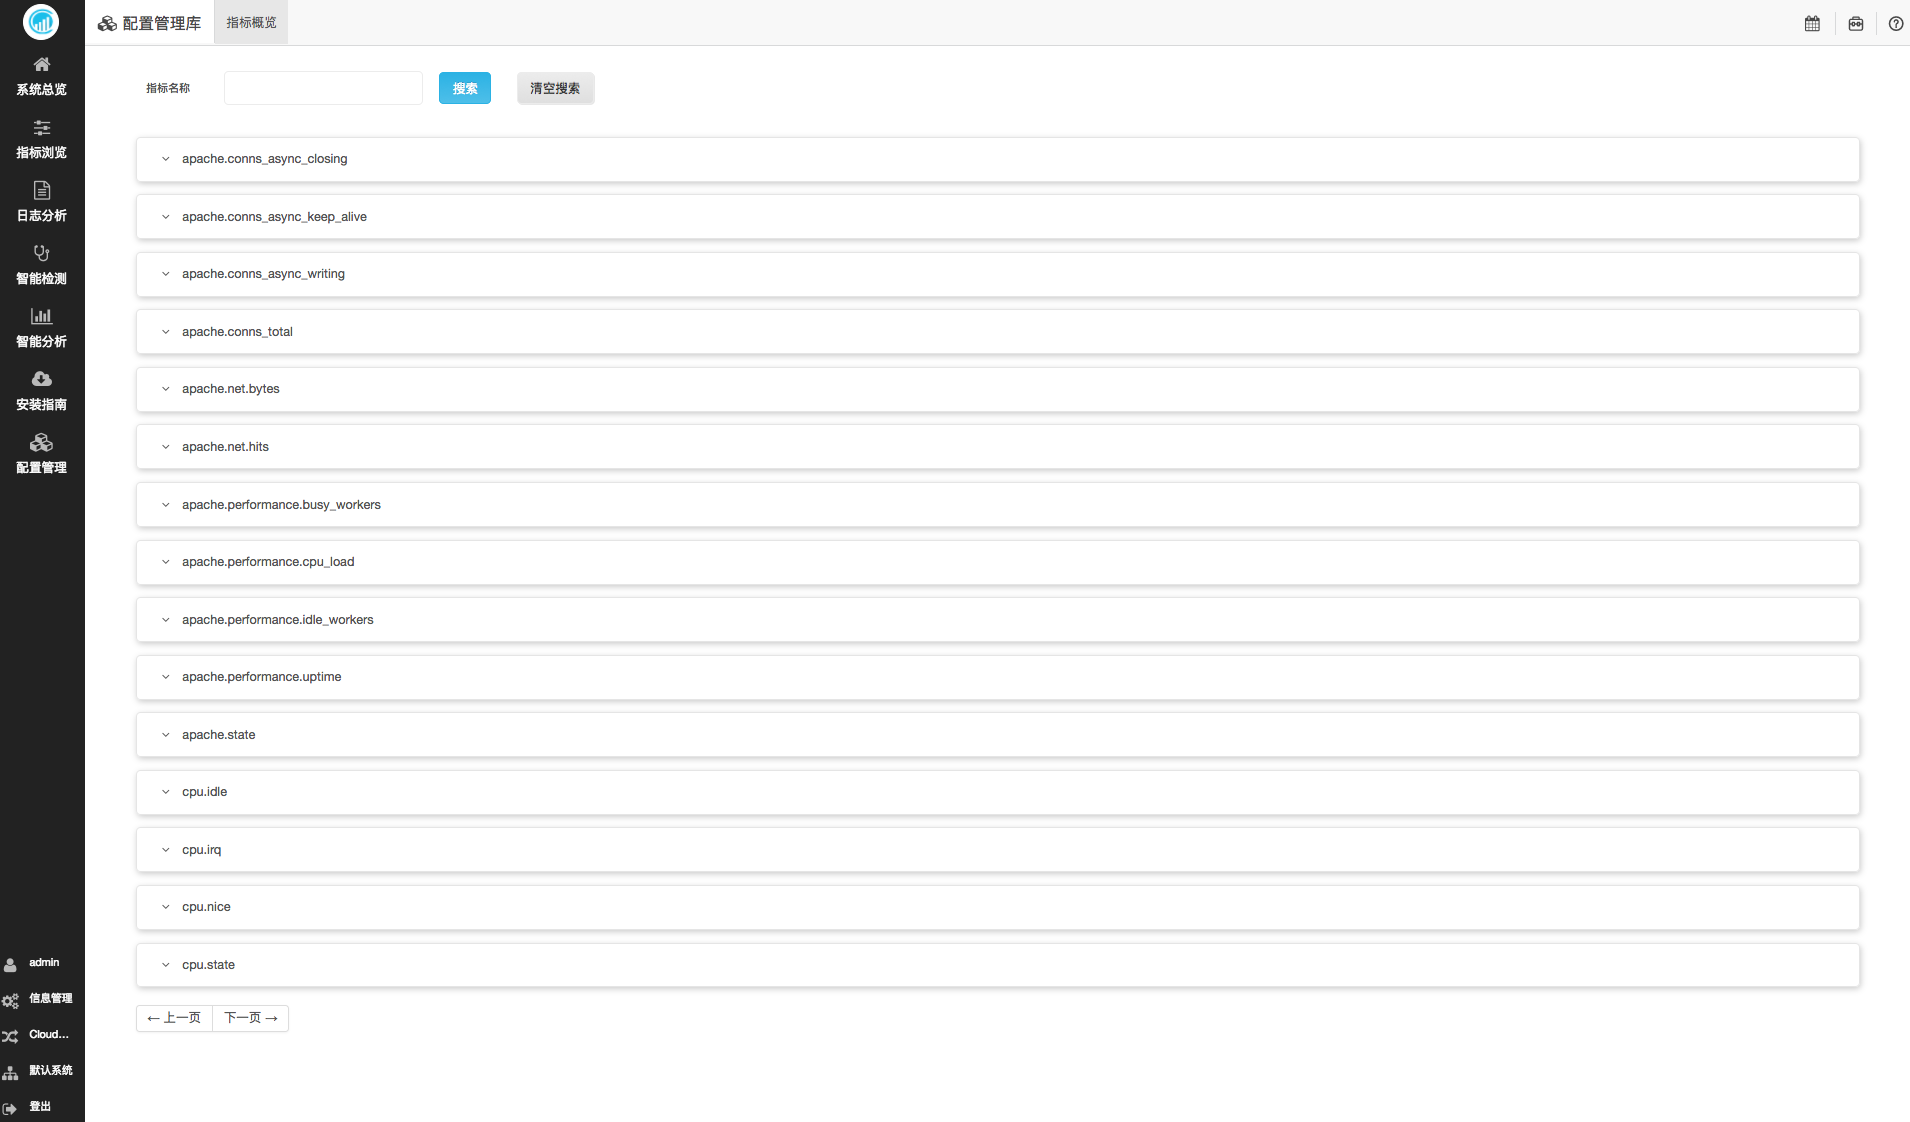 配置管理库
指标概览
系统总览
指标浏览
日志分析
智能检测
智能分析
安装指南
配置管理
admin
信息管理
Cloud...
默认系统
登出
指标名称
搜索
清空搜索
apache.conns_async_closing
apache.conns_async_keep_alive
apache.conns_async_writing
apache.conns_total
apache.net.bytes
apache.net.hits
apache.performance.busy_workers
apache.performance.cpu_load
apache.performance.idle_workers
apache.performance.uptime
apache.state
cpu.idle
cpu.irq
cpu.nice
cpu.state
← 上一页
下一页 →